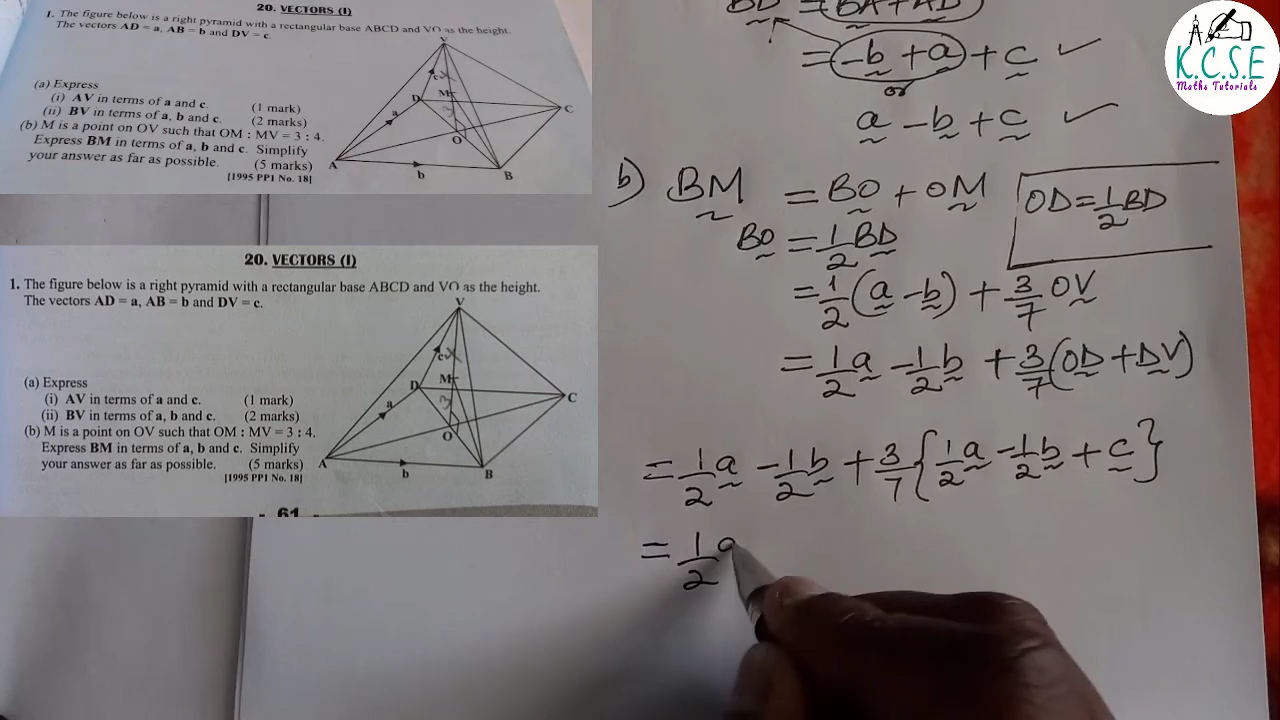 20. VECTORS (I)
1. The figure below is a right pyramid with a rectangular base ABCD and VO as the height.
The vectors AD = a, AB = b and DV = c.
(a) Express
(i) AV in terms of a and c. (1 mark)
(ii) BV in terms of a, b and c. (2 marks)
(b) M is a point on OV such that OM : MV = 3 : 4.
Express BM in terms of a, b and c. Simplify
your answer as far as possible. (5 marks)
[1995 PP1 No. 18]
V
c 4
M
D
3
a
C
O
A
b
B
20. VECTORS (I)
1. The figure below is a right pyramid with a rectangular base ABCD and VO as the height.
The vectors AD = a, AB = b and DV = c.
(a) Express
(i) AV in terms of a and c. (1 mark)
(ii) BV in terms of a, b and c. (2 marks)
(b) M is a point on OV such that OM : MV = 3 : 4.
Express BM in terms of a, b and c. Simplify
your answer as far as possible. (5 marks)
[1995 PP1 No. 18]
V
c 4
D M
3
a
C
O
A
b
B
- 61 -
BD = (BA + AD)
= -b + a + c ✓
or
a - b + c ✓
b) BM = BO + OM
OD = 1/2 BD
BO = 1/2 BD
= 1/2 (a - b) + 3/7 OV
= 1/2 a - 1/2 b + 3/7 (OD + DV)
= 1/2 a - 1/2 b + 3/7 { 1/2 a - 1/2 b + c }
= 1/2 a
K.C.S.E
Maths Tutorials